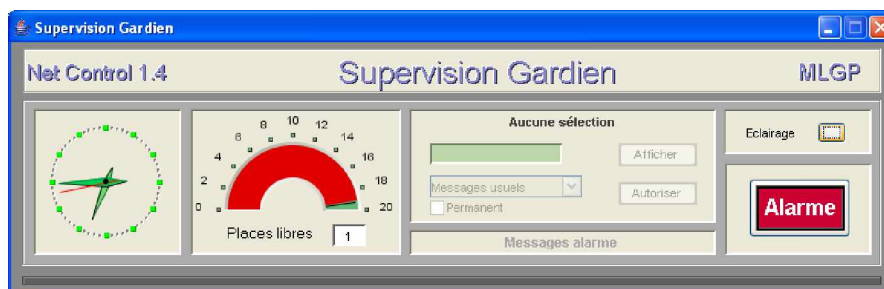 Supervision Gardien
Net Control 1.4 Supervision Gardien MLGP
0 2 4 6 8 10 12 14 16 18 20
Places libres 1
Aucune sélection
Afficher
Messages usuels
Autoriser
Permanent
Messages alarme
Eclairage
Alarme